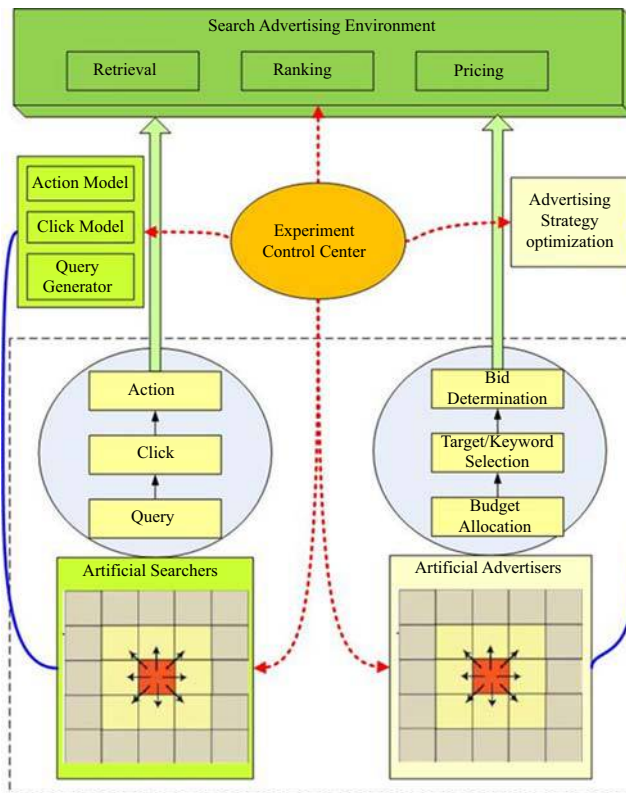 Search Advertising Environment
Retrieval
Ranking
Pricing
Action Model
Click Model
Query
Generator
Experiment
Control Center
Advertising
Strategy
optimization
Action
Click
Query
Bid
Determination
Target/Keyword
Selection
Budget
Allocation
Artificial Searchers
Artificial Advertisers